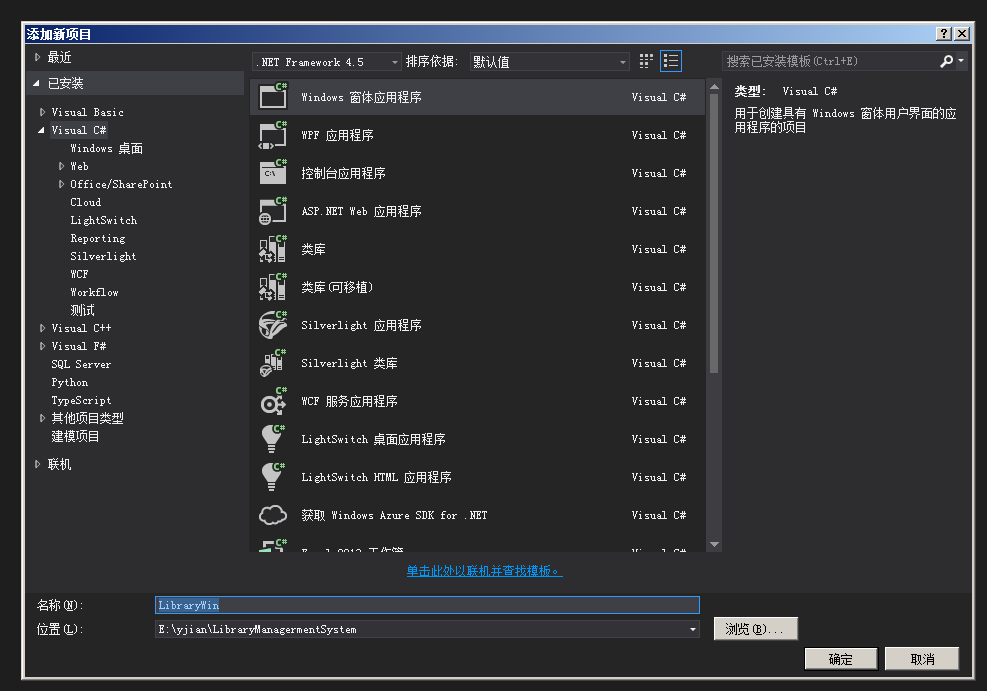 添加新项目
最近
.NET Framework 4.5 排序依据: 默认值
搜索已安装模板(Ctrl+E)
已安装
Visual Basic
Visual C#
Windows 桌面
Web
Office/SharePoint
Cloud
LightSwitch
Reporting
Silverlight
WCF
Workflow
测试
Visual C++
Visual F#
SQL Server
Python
TypeScript
其他项目类型
建模项目
联机
Windows 窗体应用程序 Visual C#
WPF 应用程序 Visual C#
控制台应用程序 Visual C#
ASP.NET Web 应用程序 Visual C#
类库 Visual C#
类库(可移植) Visual C#
Silverlight 应用程序 Visual C#
Silverlight 类库 Visual C#
WCF 服务应用程序 Visual C#
LightSwitch 桌面应用程序 Visual C#
LightSwitch HTML 应用程序 Visual C#
获取 Windows Azure SDK for .NET Visual C#
类型: Visual C#
用于创建具有 Windows 窗体用户界面的应
用程序的项目
单击此处以联机并查找模板。
名称(N): LibraryWin
位置(L): E:\yjian\LibraryManagermentSystem
浏览(B)...
确定 取消